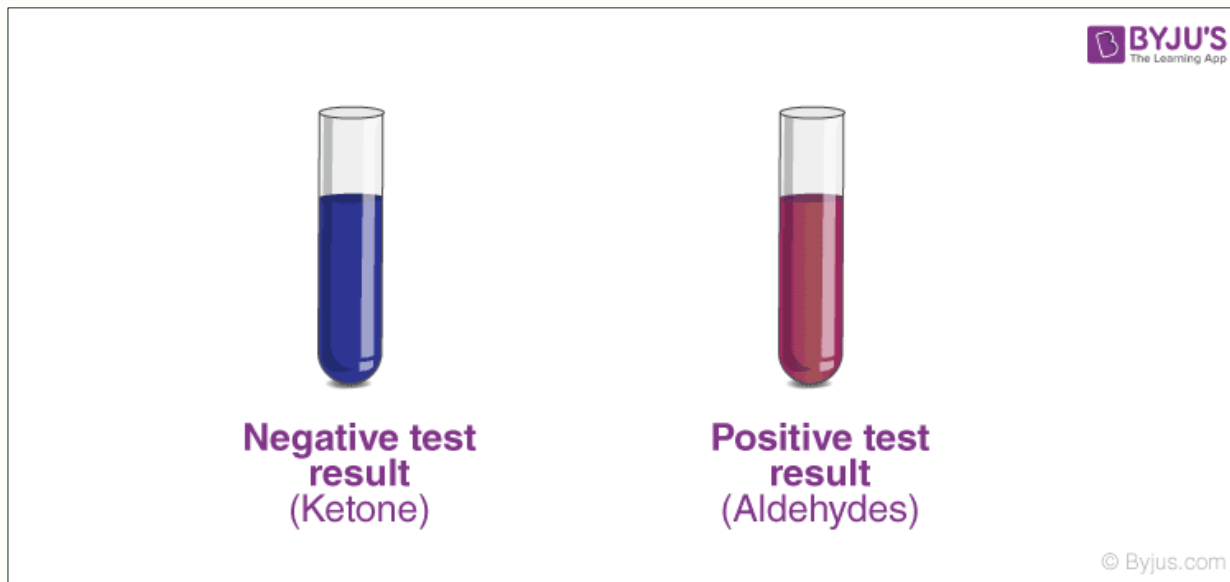 BYJU'S
The Learning App
Negative test
result
(Ketone)
Positive test
result
(Aldehydes)
© Byjus.com